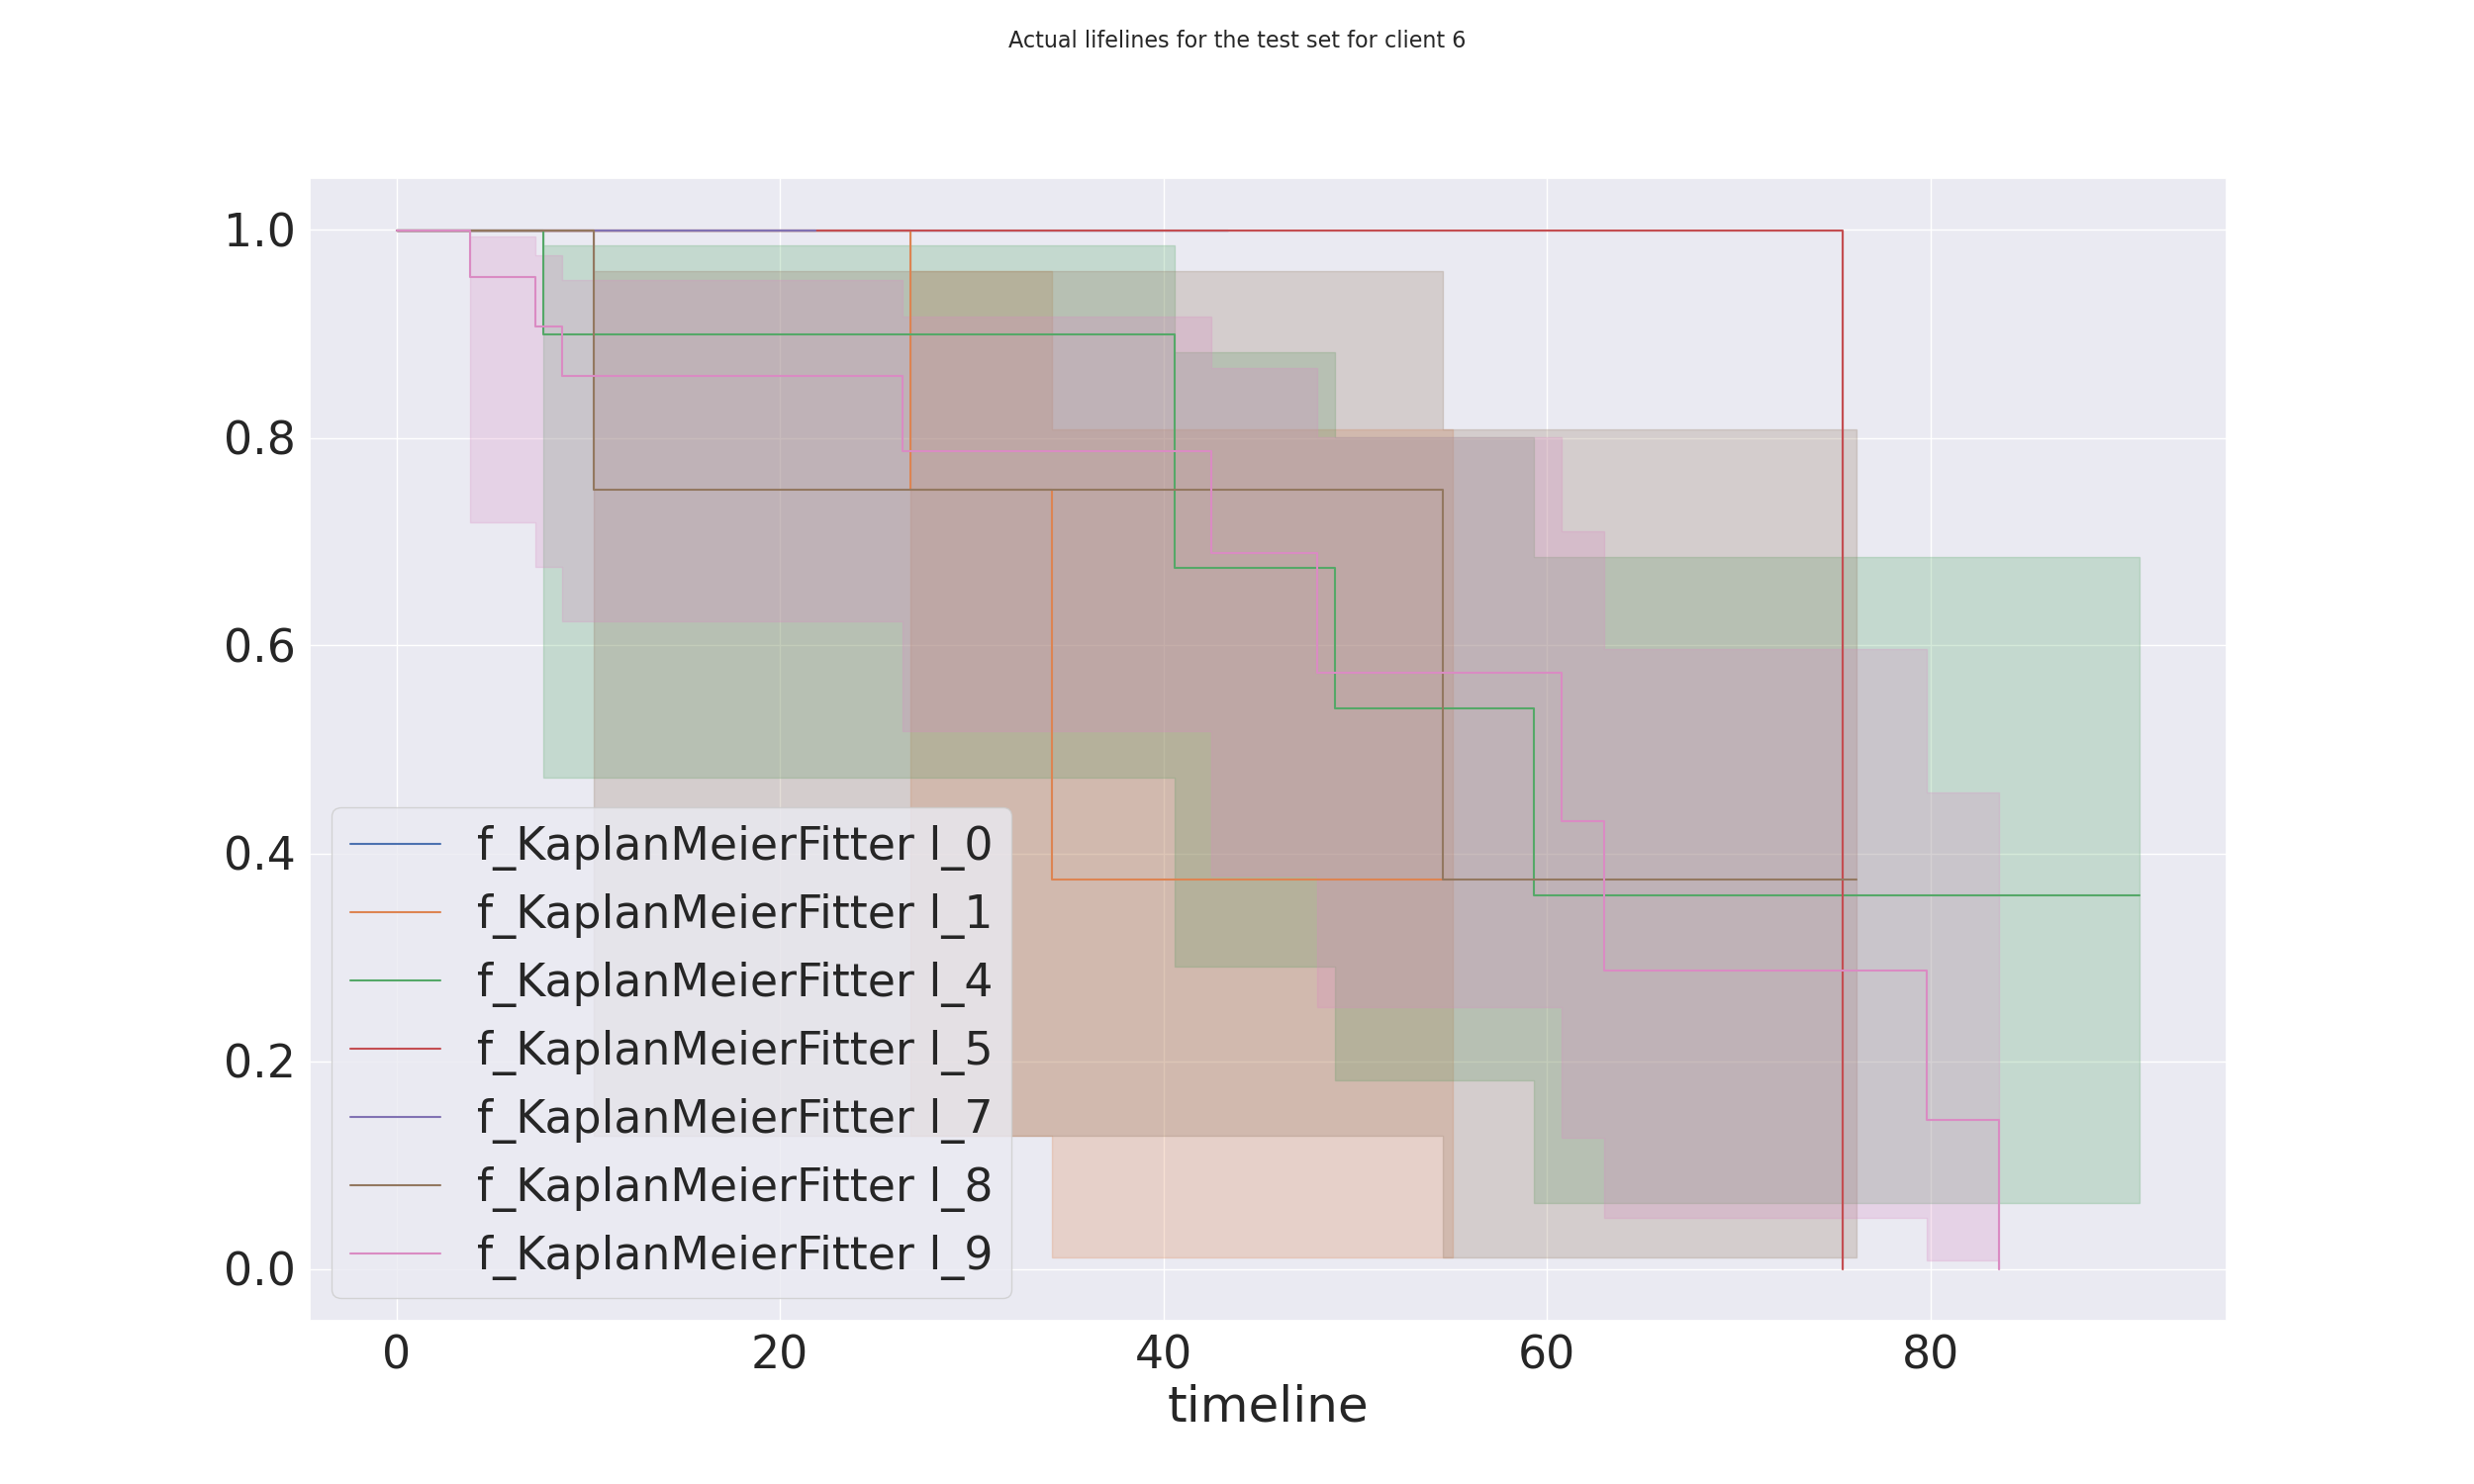 Actual lifelines for the test set for client 6
1.0
0.8
0.6
0.4
0.2
0.0
f_KaplanMeierFitter l_0
f_KaplanMeierFitter l_1
f_KaplanMeierFitter l_4
f_KaplanMeierFitter l_5
f_KaplanMeierFitter l_7
f_KaplanMeierFitter l_8
f_KaplanMeierFitter l_9
0 20 40 60 80
timeline